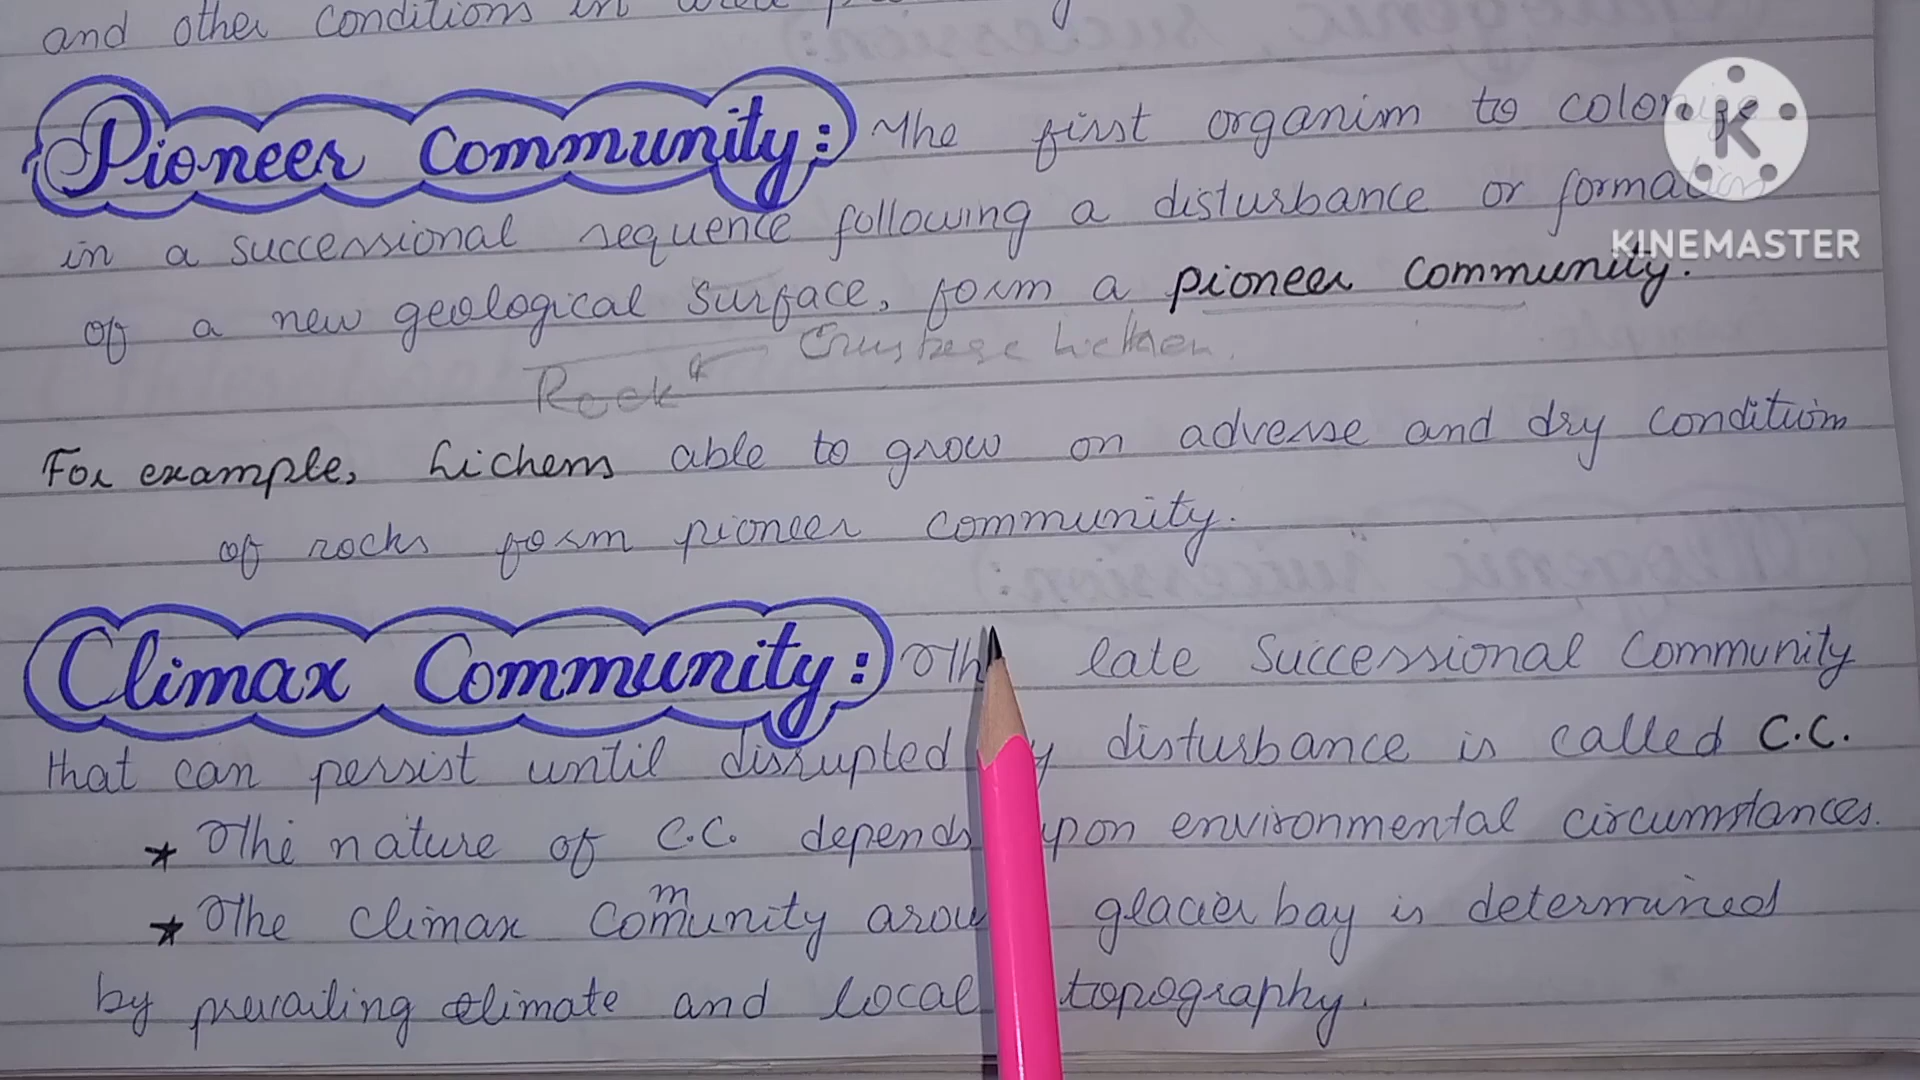 and other conditions in
Pioneer Community: The first organism to colonize
in a successional sequence following a disturbance or formation
of a new geological surface, form a pioneer community.
Rock
For example, Lichens able to grow on adverse and dry condition
of rocks form pioneer community.
Climax Community: The late Successional Community
that can persist until disrupted by disturbance is called C.C.
* The nature of C.C. depends upon environmental circumstances.
* The climax Community around glacier bay is determined
by prevailing climate and local topography.
K
KINEMASTER